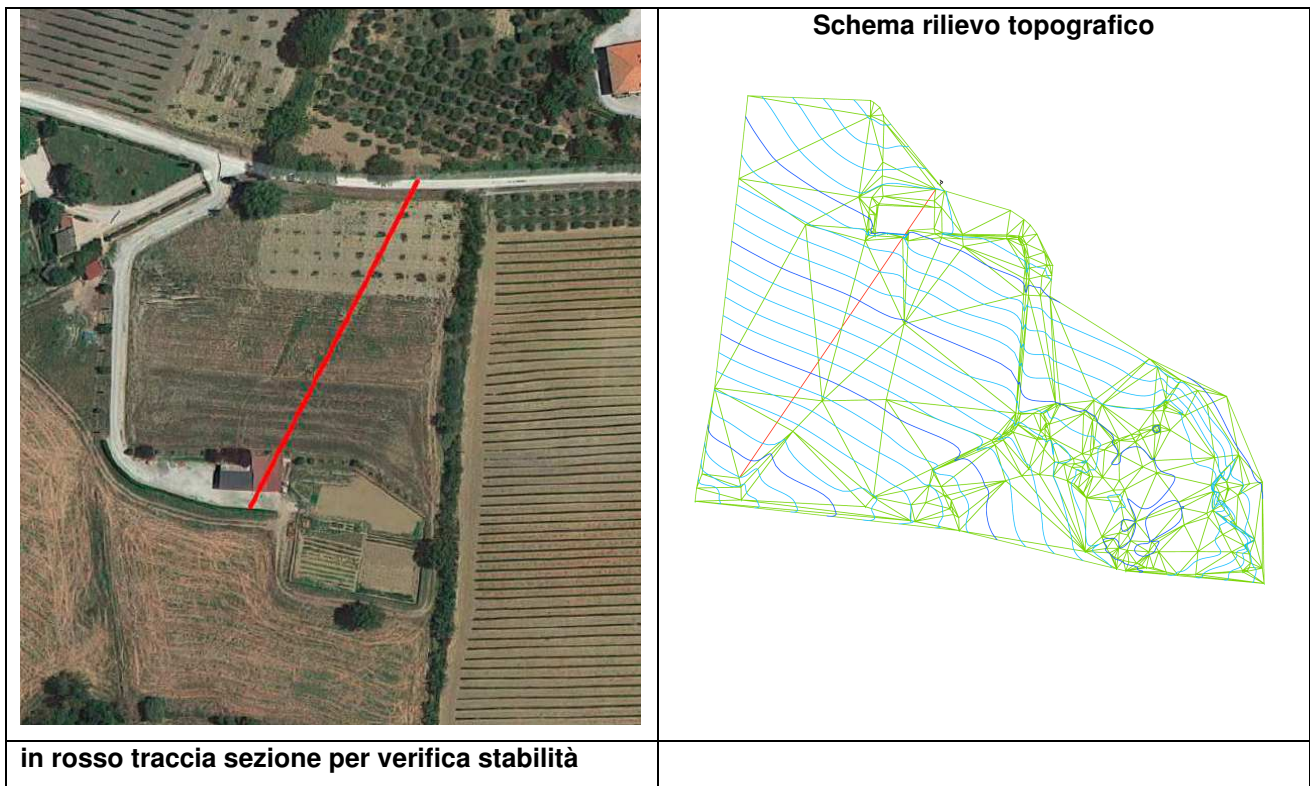 Schema rilievo topografico
in rosso traccia sezione per verifica stabilità